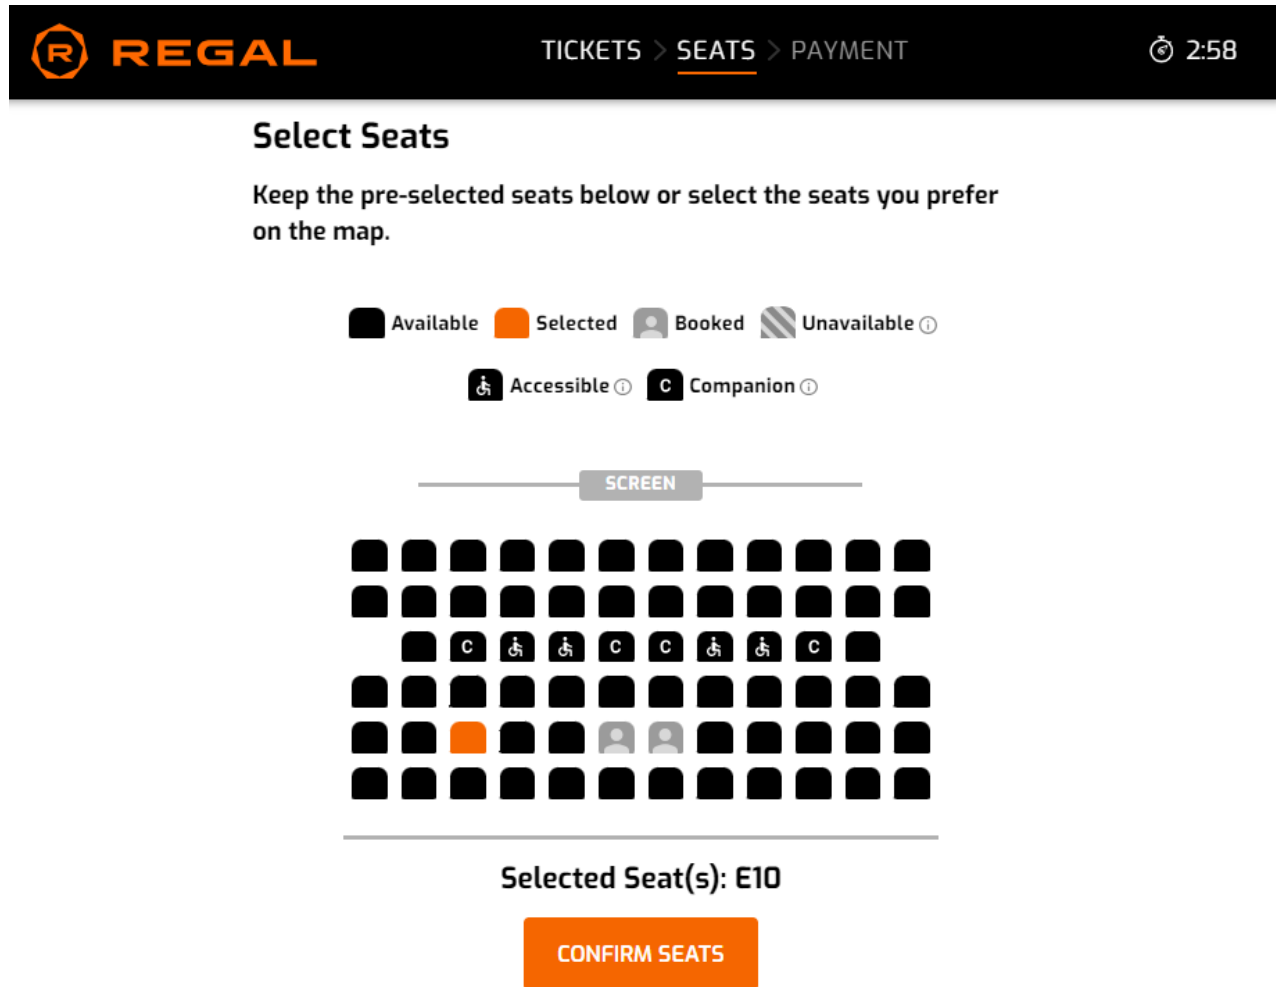 R REGAL
TICKETS > SEATS > PAYMENT
2:58
Select Seats
Keep the pre-selected seats below or select the seats you prefer
on the map.
Available Selected Booked Unavailable
Accessible C Companion
SCREEN
C C C C
Selected Seat(s): E10
CONFIRM SEATS